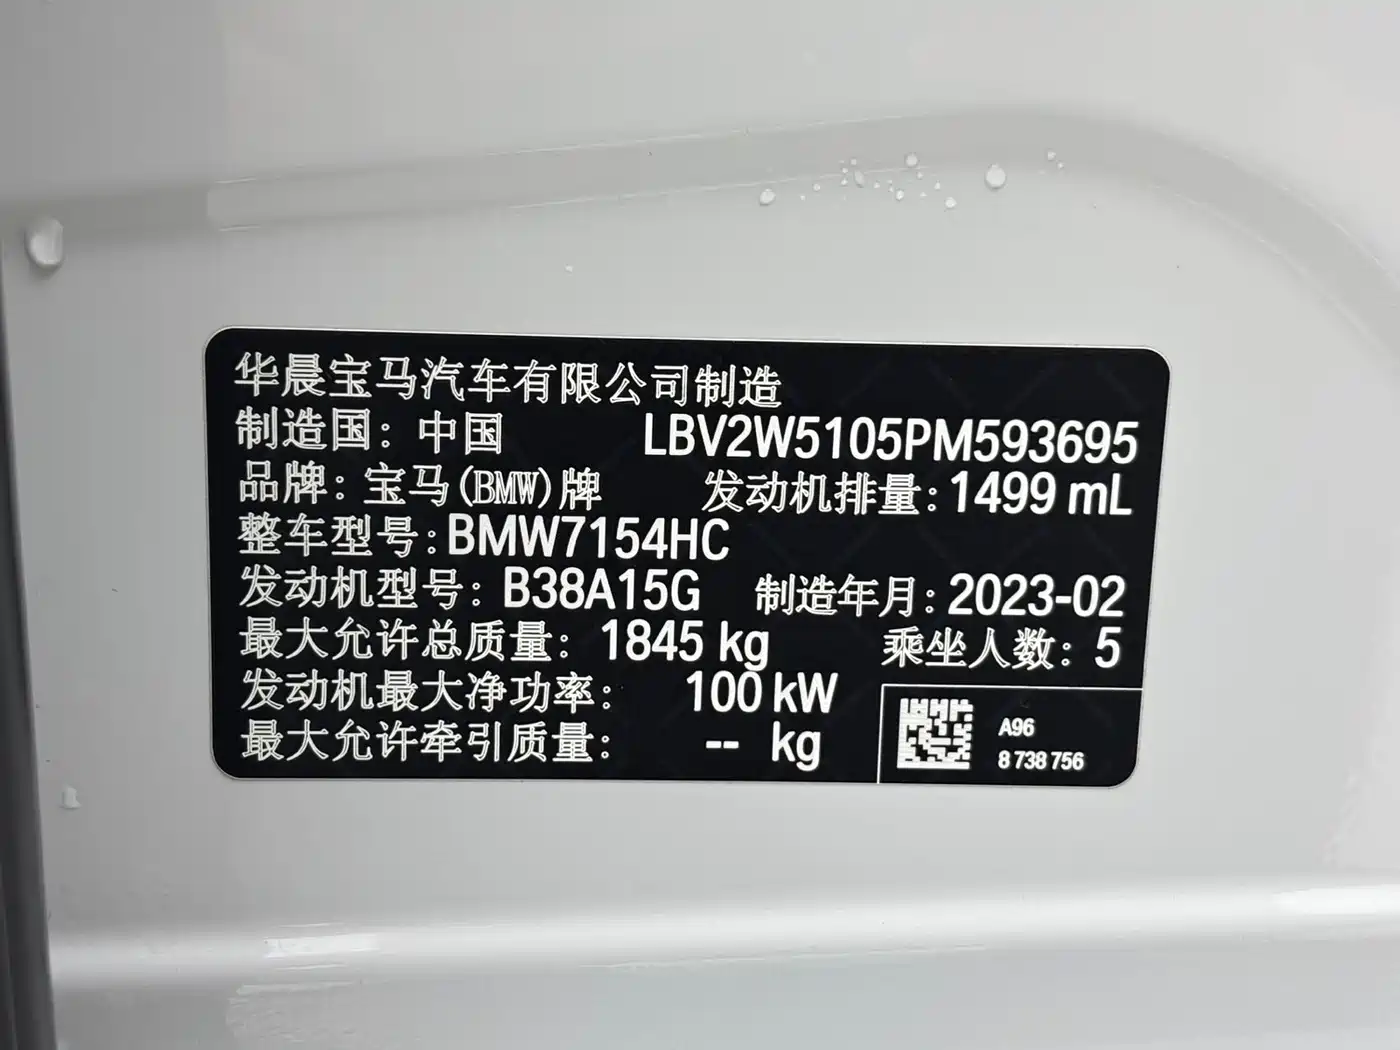 华晨宝马汽车有限公司制造
制造国：中国 LBV2W5105PM593695
品牌：宝马(BMW)牌 发动机排量：1499 mL
整车型号：BMW7154HC
发动机型号：B38A15G 制造年月：2023-02
最大允许总质量：1845 kg 乘坐人数：5
发动机最大净功率：100 kW
最大允许牵引质量：-- kg
A96
8 738 756